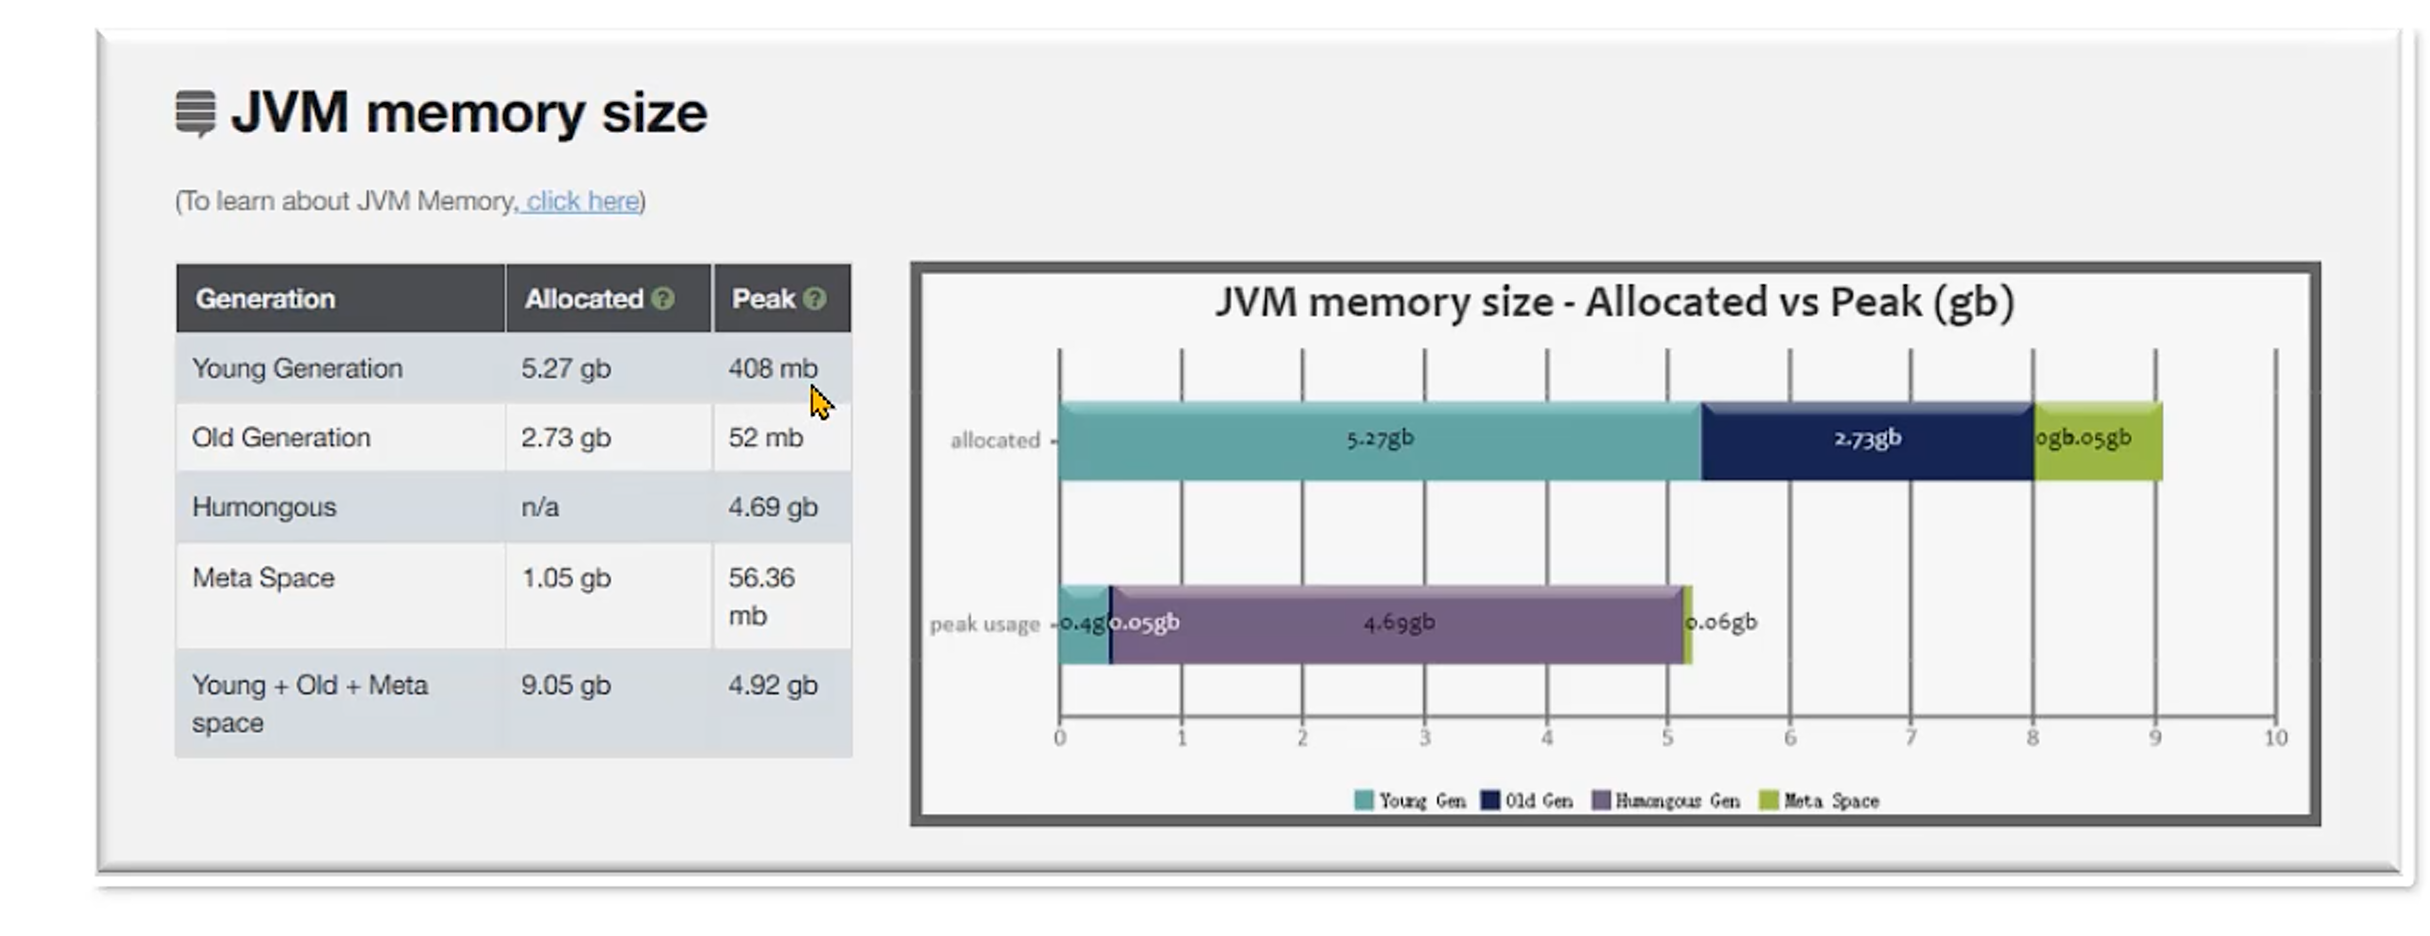 JVM memory size
(To learn about JVM Memory, click here)
Generation Allocated ? Peak ?
Young Generation 5.27 gb 408 mb
Old Generation 2.73 gb 52 mb
Humongous n/a 4.69 gb
Meta Space 1.05 gb 56.36
mb
Young + Old + Meta 9.05 gb 4.92 gb
space
JVM memory size - Allocated vs Peak (gb)
allocated 5.27gb 2.73gb 0gb .05gb
peak usage 0.4g 0.05gb 4.69gb 0.06gb
0 1 2 3 4 5 6 7 8 9 10
Young Gen Old Gen Humongous Gen Meta Space